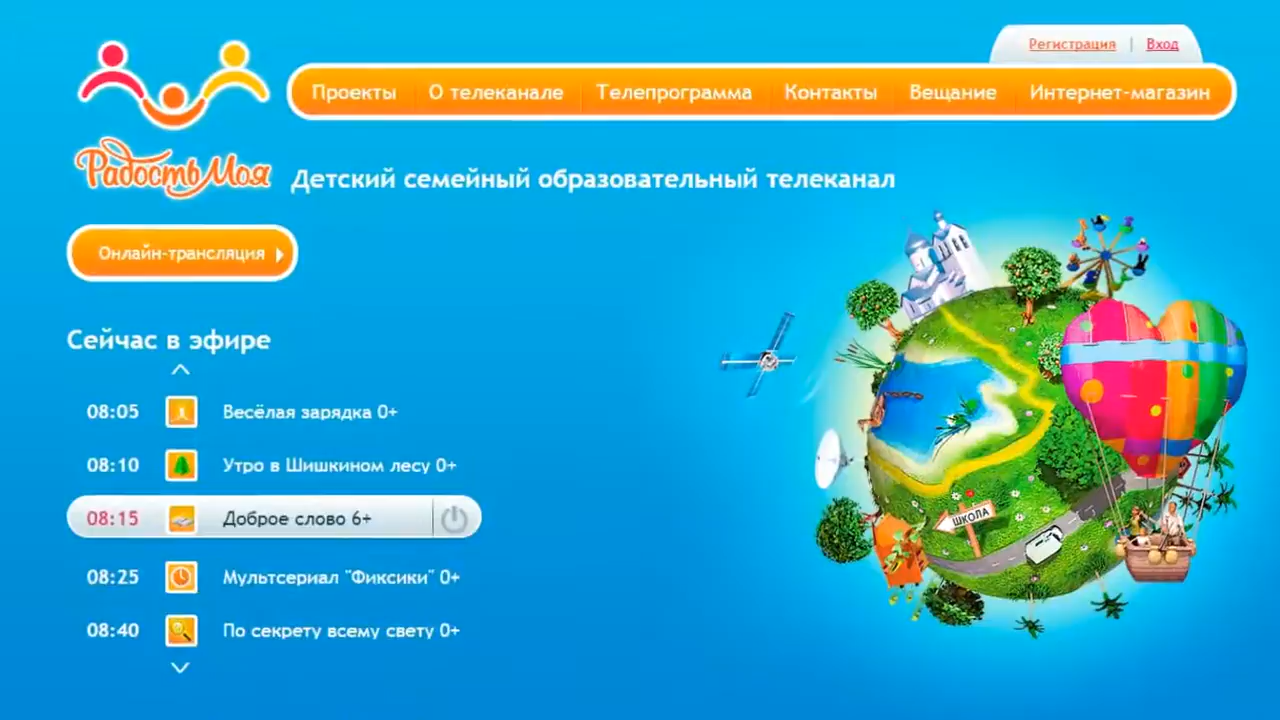 Регистрация | Вход
Проекты О телеканале Телепрограмма Контакты Вещание Интернет-магазин
Радость Моя
Детский семейный образовательный телеканал
Онлайн-трансляция
Сейчас в эфире
08:05 Весёлая зарядка 0+
08:10 Утро в Шишкином лесу 0+
08:15 Доброе слово 6+
08:25 Мультсериал "Фиксики" 0+
08:40 По секрету всему свету 0+
ШКОЛА